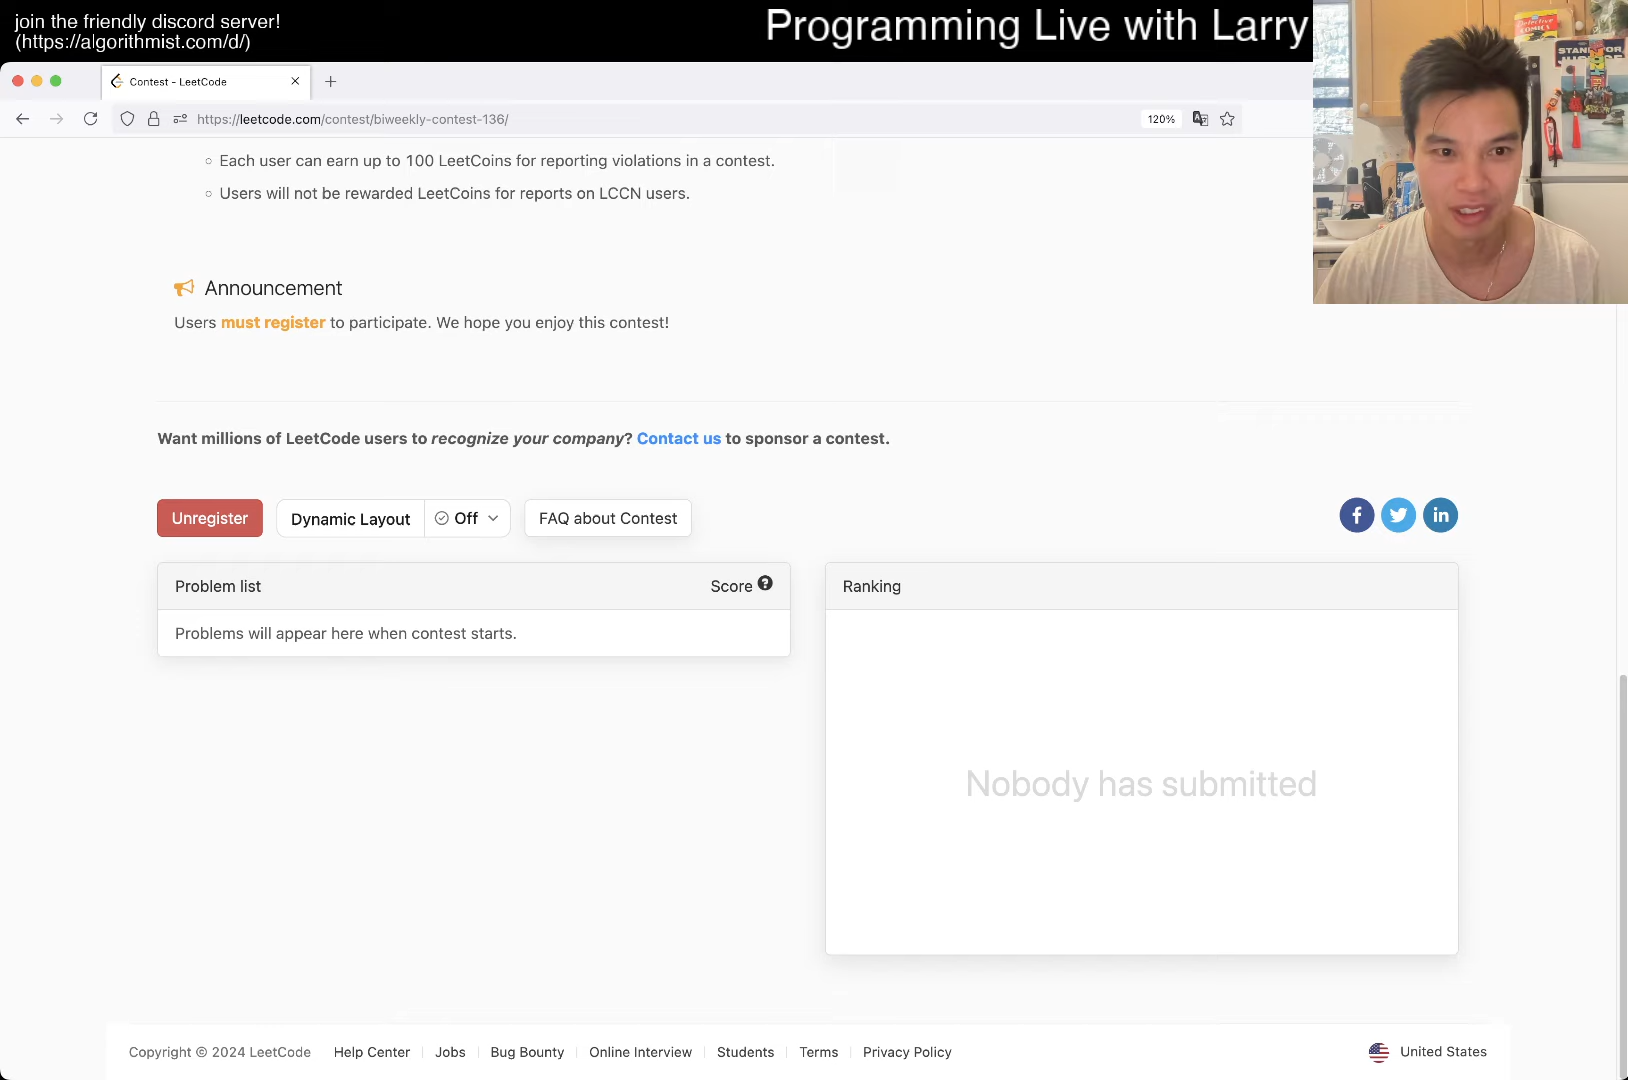 join the friendly discord server!
(https://algorithmist.com/d/)
Programming Live with Larry
Contest - LeetCode
https://leetcode.com/contest/biweekly-contest-136/
120%
Each user can earn up to 100 LeetCoins for reporting violations in a contest.
Users will not be rewarded LeetCoins for reports on LCCN users.
Announcement
Users must register to participate. We hope you enjoy this contest!
Want millions of LeetCode users to recognize your company? Contact us to sponsor a contest.
Unregister
Dynamic Layout
Off
FAQ about Contest
Problem list
Score
Ranking
Problems will appear here when contest starts.
Nobody has submitted
Copyright © 2024 LeetCode
Help Center
Jobs
Bug Bounty
Online Interview
Students
Terms
Privacy Policy
United States